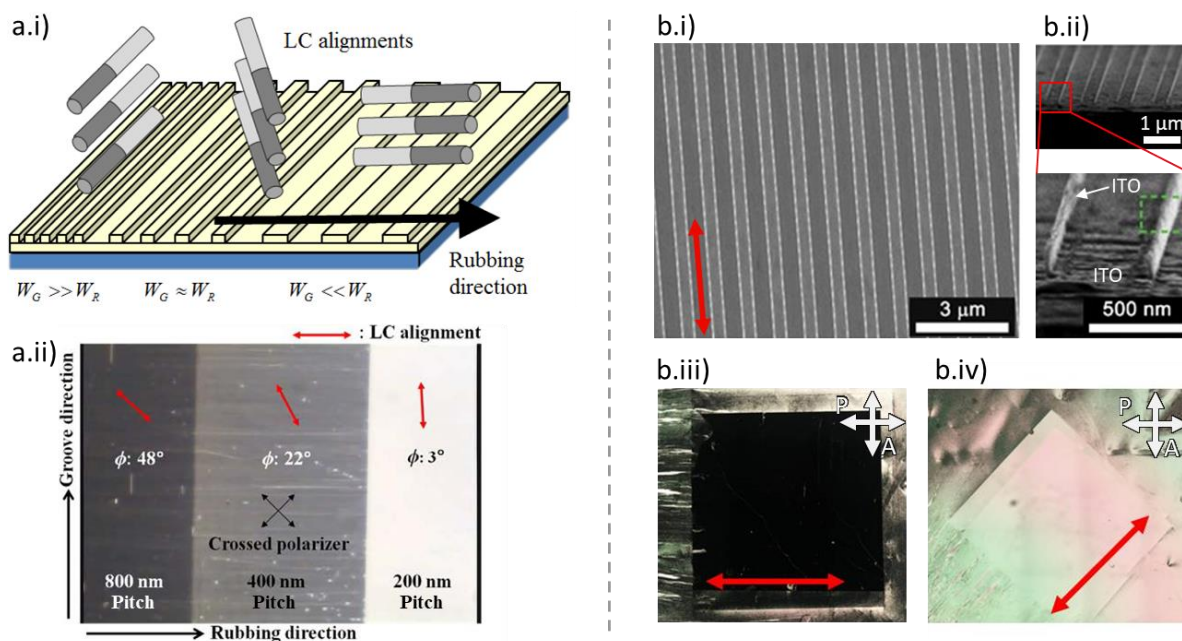 a.i)
LC alignments
Rubbing
direction
W_G >> W_R
W_G ≈ W_R
W_G << W_R
a.ii)
: LC alignment
Groove direction
ϕ: 48°
ϕ: 22°
ϕ: 3°
Crossed polarizer
800 nm
Pitch
400 nm
Pitch
200 nm
Pitch
Rubbing direction
b.i)
3 μm
b.ii)
1 μm
ITO
ITO
500 nm
b.iii)
P
A
b.iv)
P
A